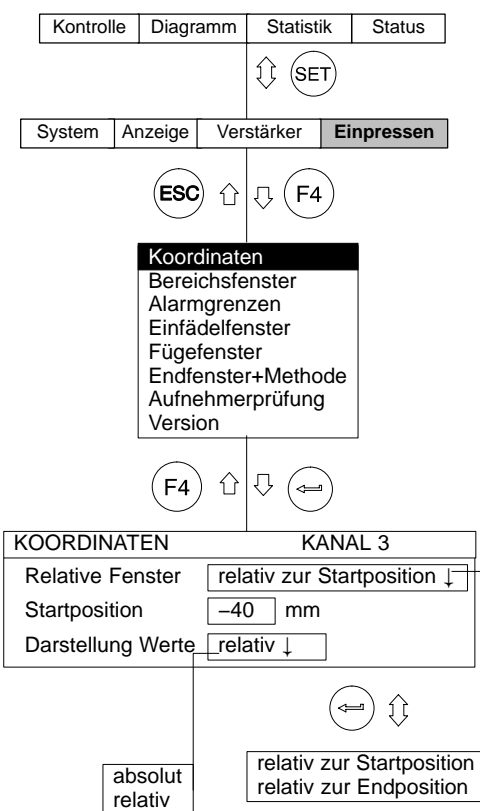 Kontrolle Diagramm Statistik Status
SET
System Anzeige Verstärker Einpressen
ESC F4
Koordinaten
Bereichsfenster
Alarmgrenzen
Einfädelfenster
Fügefenster
Endfenster+Methode
Aufnehmerprüfung
Version
F4
KOORDINATEN KANAL 3
Relative Fenster relativ zur Startposition ↓
Startposition −40 mm
Darstellung Werte relativ ↓
relativ zur Startposition
relativ zur Endposition
absolut
relativ